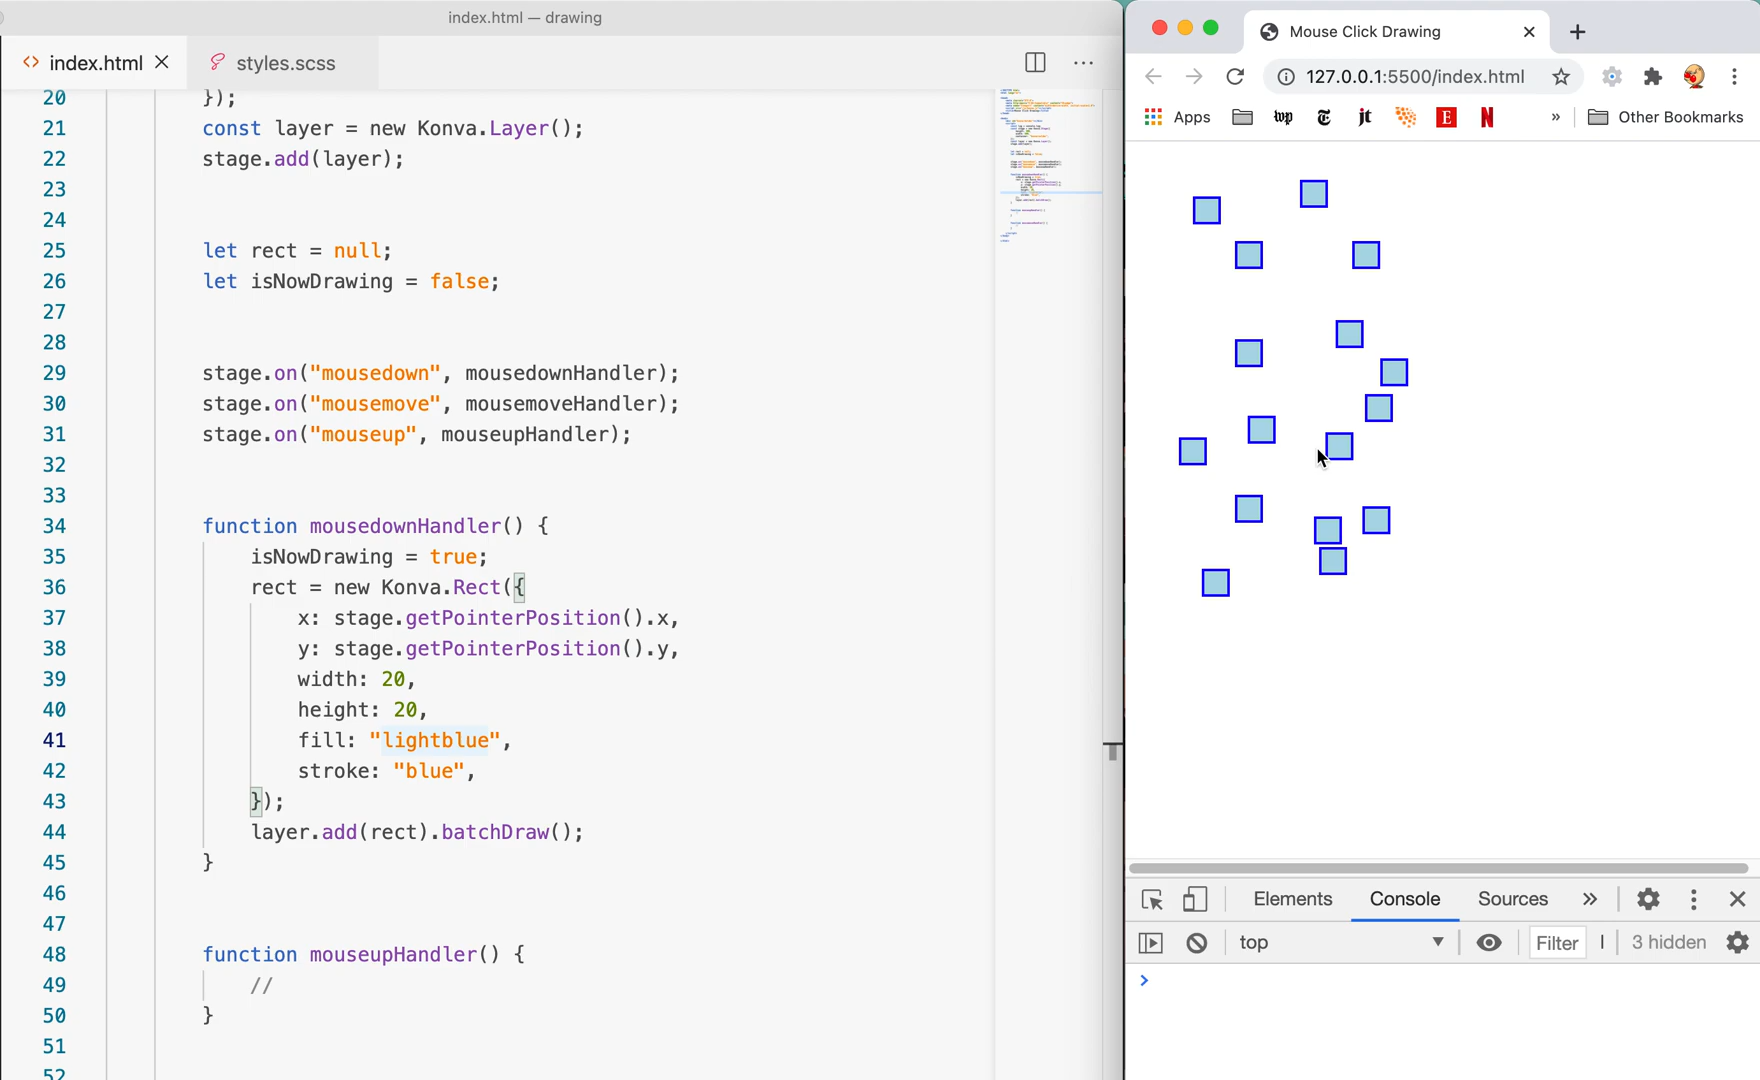 index.html — drawing
index.html
styles.scss
20 });
21 const layer = new Konva.Layer();
22 stage.add(layer);
23
24
25 let rect = null;
26 let isNowDrawing = false;
27
28
29 stage.on("mousedown", mousedownHandler);
30 stage.on("mousemove", mousemoveHandler);
31 stage.on("mouseup", mouseupHandler);
32
33
34 function mousedownHandler() {
35 isNowDrawing = true;
36 rect = new Konva.Rect({
37 x: stage.getPointerPosition().x,
38 y: stage.getPointerPosition().y,
39 width: 20,
40 height: 20,
41 fill: "lightblue",
42 stroke: "blue",
43 });
44 layer.add(rect).batchDraw();
45 }
46
47
48 function mouseupHandler() {
49 //
50 }
51
52
Mouse Click Drawing
127.0.0.1:5500/index.html
Apps wp T jt E N » Other Bookmarks
Elements Console Sources »
top Filter 3 hidden